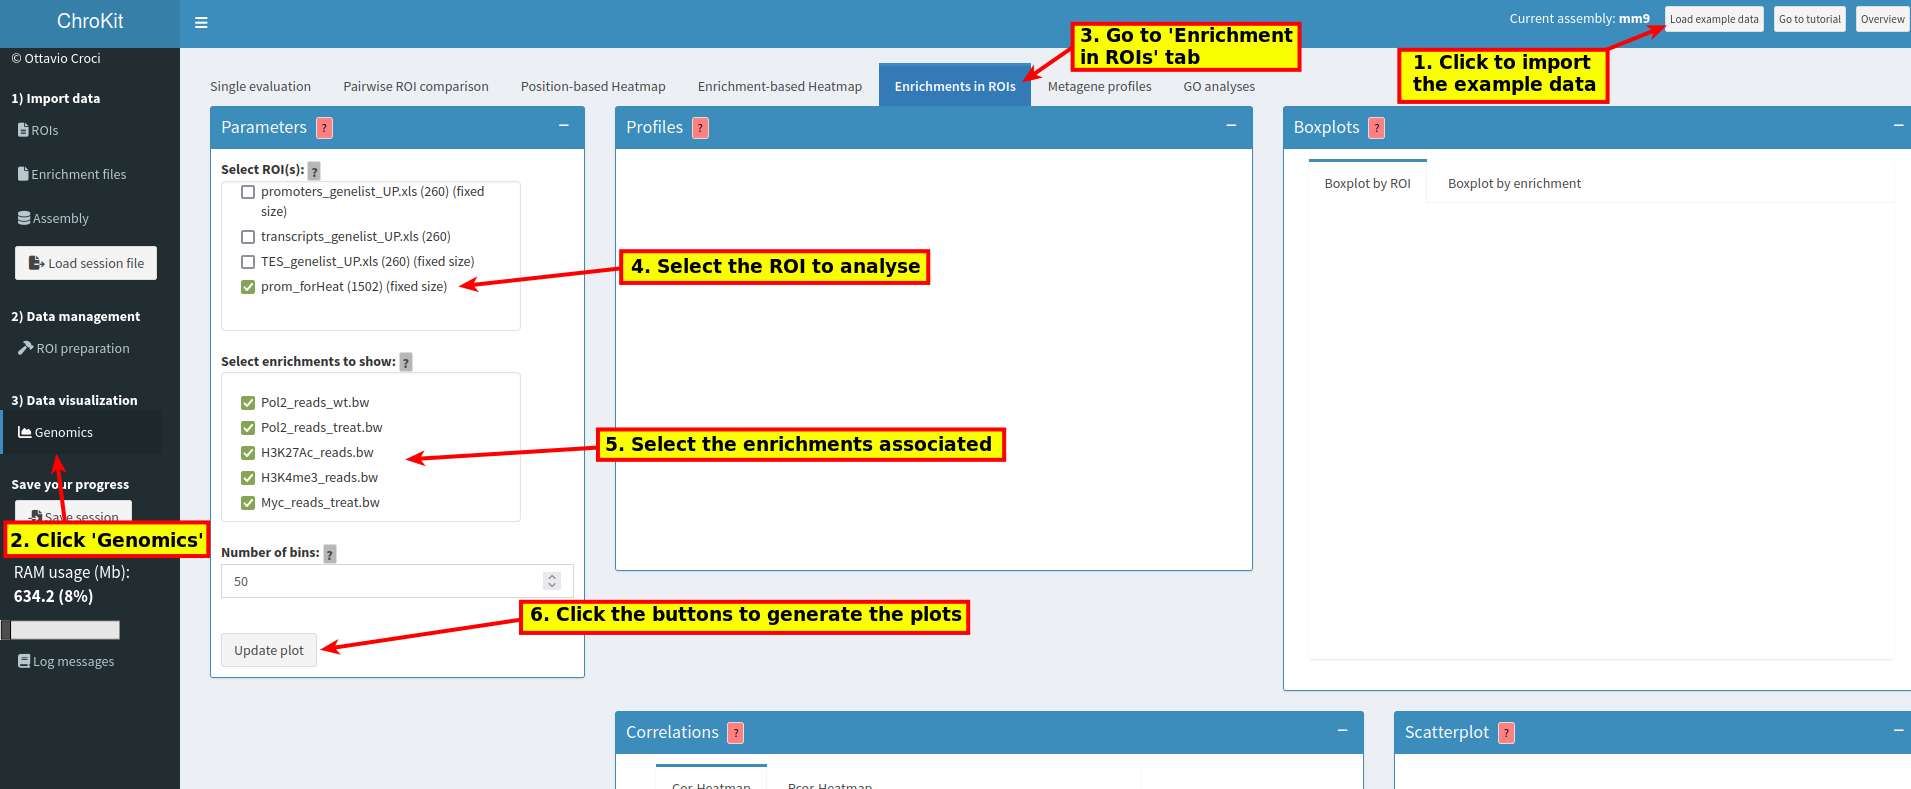 ChroKit
Current assembly: mm9
Load example data
Go to tutorial
Overview
© Ottavio Croci
1) Import data
ROIs
Enrichment files
Assembly
Load session file
2) Data management
ROI preparation
3) Data visualization
Genomics
Save your progress
Save session
2. Click 'Genomics'
RAM usage (Mb):
634.2 (8%)
Log messages
3. Go to 'Enrichment
in ROIs' tab
1. Click to import
the example data
Single evaluation
Pairwise ROI comparison
Position-based Heatmap
Enrichment-based Heatmap
Enrichments in ROIs
Metagene profiles
GO analyses
Parameters ?
Select ROI(s): ?
promoters_genelist_UP.xls (260) (fixed
size)
transcripts_genelist_UP.xls (260)
TES_genelist_UP.xls (260) (fixed size)
prom_forHeat (1502) (fixed size)
4. Select the ROI to analyse
Select enrichments to show: ?
Pol2_reads_wt.bw
Pol2_reads_treat.bw
H3K27Ac_reads.bw
H3K4me3_reads.bw
Myc_reads_treat.bw
5. Select the enrichments associated
Number of bins: ?
50
6. Click the buttons to generate the plots
Update plot
Profiles ?
Boxplots ?
Boxplot by ROI
Boxplot by enrichment
Correlations ?
Cor-Heatmap
Pcor-Heatmap
Scatterplot ?